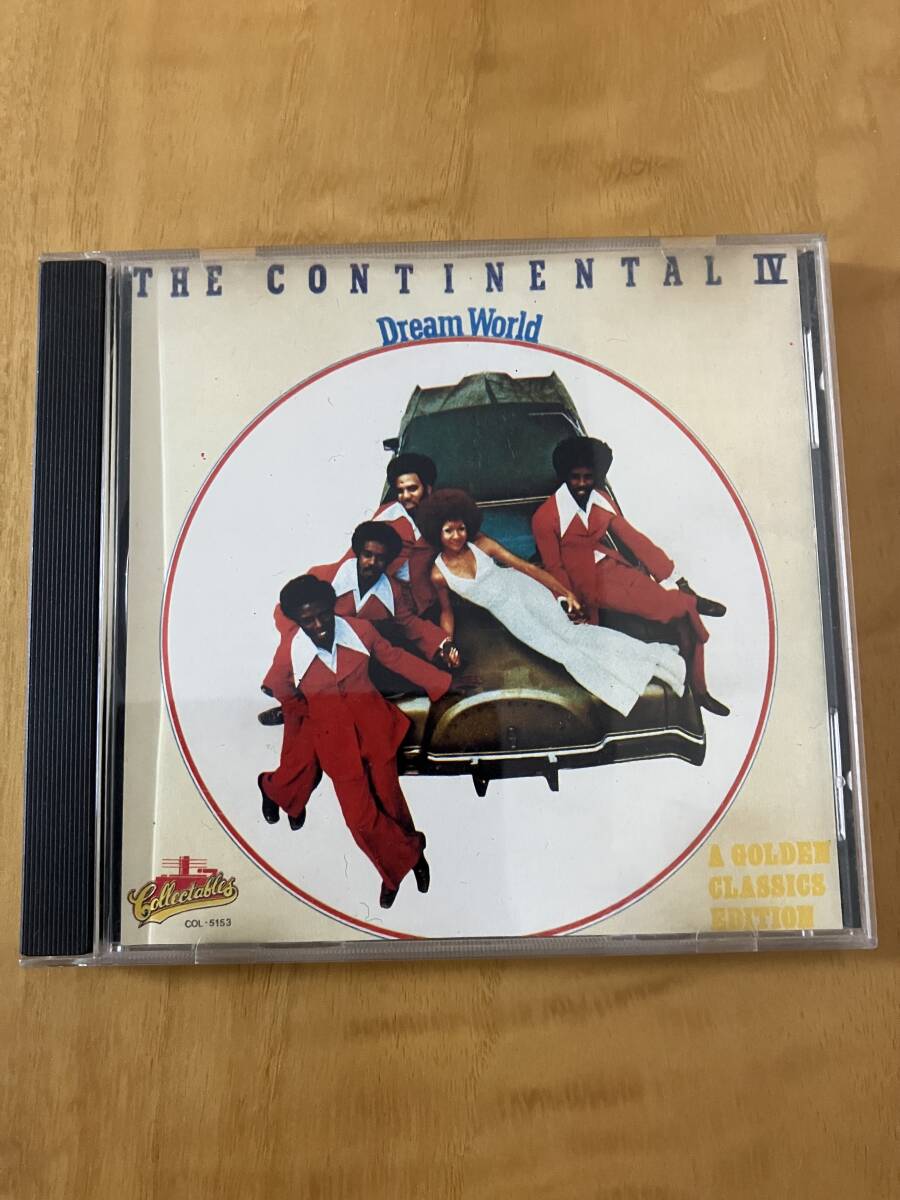 THE CONTINENTAL IV
Dream World
Collectables
COL-5153
A GOLDEN
CLASSICS
EDITION